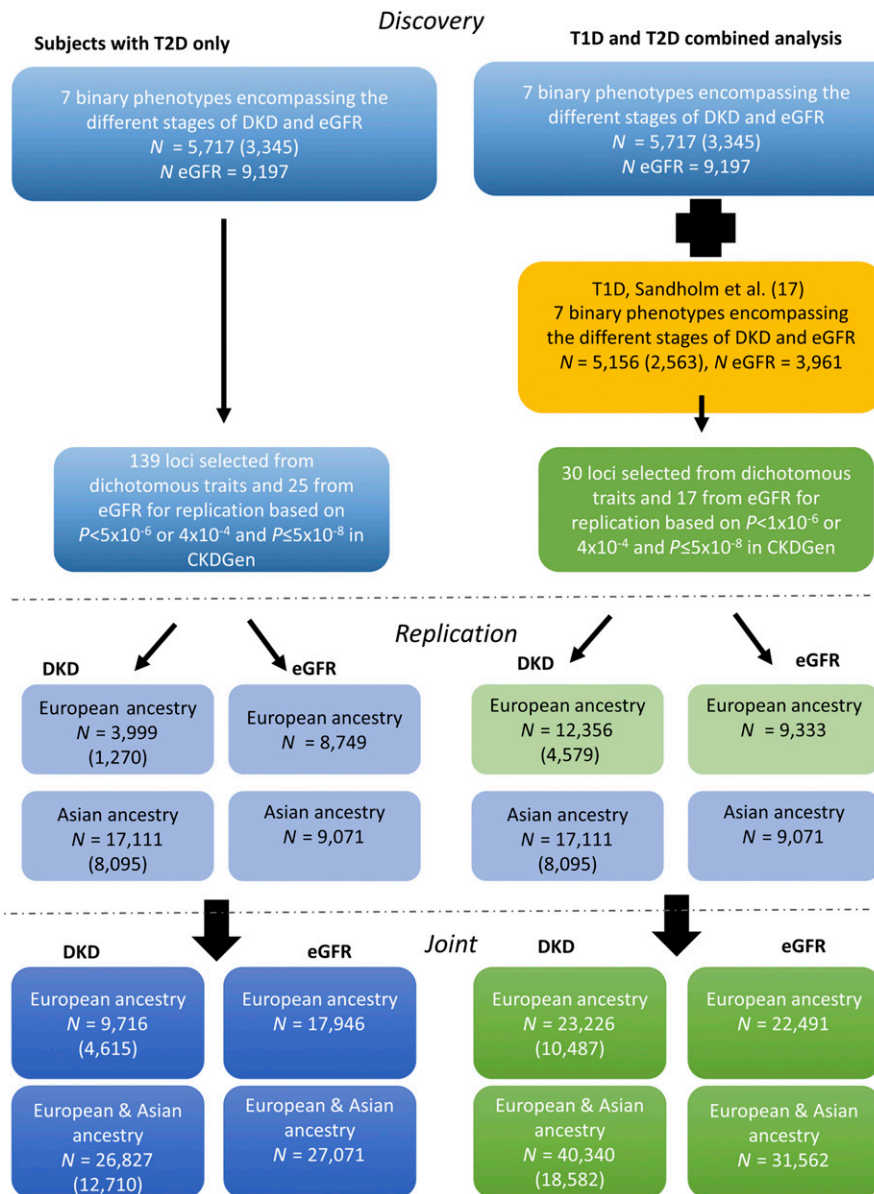 Discovery
Subjects with T2D only
7 binary phenotypes encompassing the
different stages of DKD and eGFR
N = 5,717 (3,345)
N eGFR = 9,197
139 loci selected from
dichotomous traits and 25 from
eGFR for replication based on
P<5x10⁻⁶ or 4x10⁻⁴ and P≤5x10⁻⁸ in
CKDGen
T1D and T2D combined analysis
7 binary phenotypes encompassing the
different stages of DKD and eGFR
N = 5,717 (3,345)
N eGFR = 9,197
T1D, Sandholm et al. (17)
7 binary phenotypes encompassing
the different stages of DKD and eGFR
N = 5,156 (2,563), N eGFR = 3,961
30 loci selected from dichotomous
traits and 17 from eGFR for
replication based on P<1x10⁻⁶ or
4x10⁻⁴ and P≤5x10⁻⁸ in CKDGen
Replication
DKD
European ancestry
N = 3,999
(1,270)
Asian ancestry
N = 17,111
(8,095)
eGFR
European ancestry
N = 8,749
Asian ancestry
N = 9,071
DKD
European ancestry
N = 12,356
(4,579)
Asian ancestry
N = 17,111
(8,095)
eGFR
European ancestry
N = 9,333
Asian ancestry
N = 9,071
Joint
DKD
European ancestry
N = 9,716
(4,615)
European & Asian
ancestry
N = 26,827
(12,710)
eGFR
European ancestry
N = 17,946
European & Asian
ancestry
N = 27,071
DKD
European ancestry
N = 23,226
(10,487)
European & Asian
ancestry
N = 40,340
(18,582)
eGFR
European ancestry
N = 22,491
European & Asian
ancestry
N = 31,562